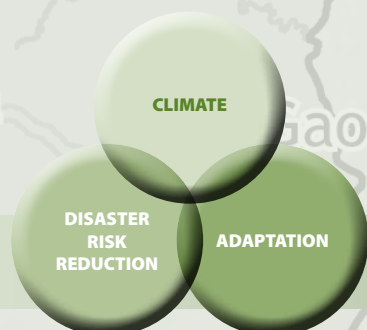 CLIMATE
Gao
DISASTER
RISK
REDUCTION
ADAPTATION